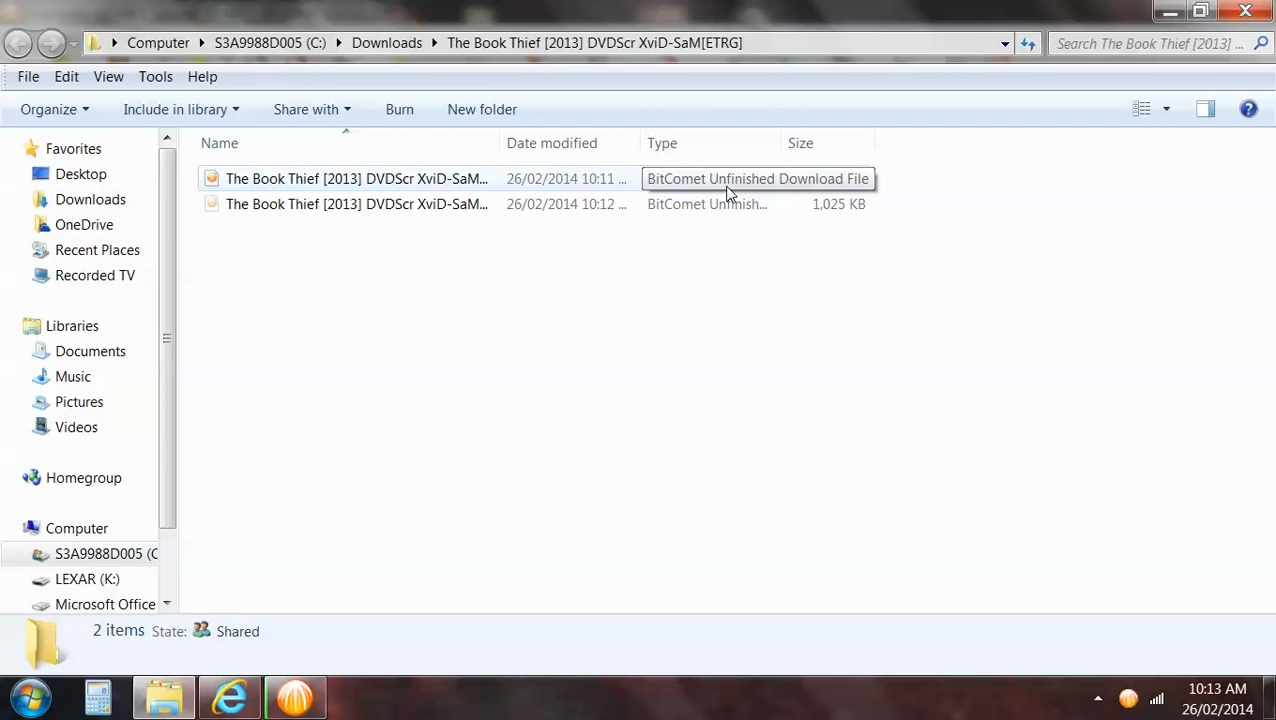 Computer S3A9988D005 (C:) Downloads The Book Thief [2013] DVDScr XviD-SaM[ETRG] Search The Book Thief [2013] ...
File Edit View Tools Help
Organize Include in library Share with Burn New folder
Name Date modified Type Size
The Book Thief [2013] DVDScr XviD-SaM... 26/02/2014 10:11 ... BitComet Unfinished Download File
The Book Thief [2013] DVDScr XviD-SaM... 26/02/2014 10:12 ... BitComet Unfinish... 1,025 KB
Favorites
Desktop
Downloads
OneDrive
Recent Places
Recorded TV
Libraries
Documents
Music
Pictures
Videos
Homegroup
Computer
S3A9988D005 (C
LEXAR (K:)
Microsoft Office
2 items State: Shared
10:13 AM
26/02/2014